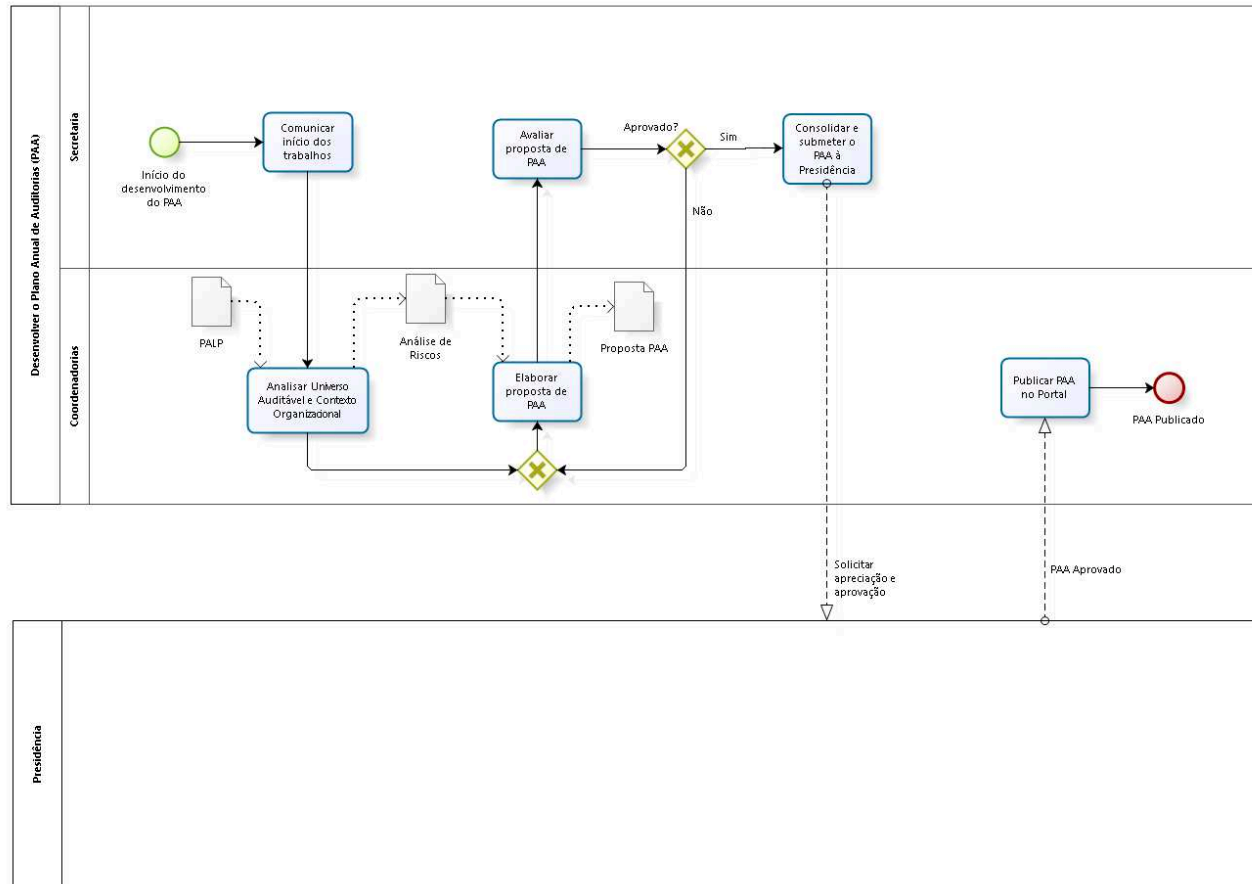 Desenvolver o Plano Anual de Auditorias (PAA)
Secretaria
Início do
desenvolvimento
do PAA
Comunicar
início dos
trabalhos
Avaliar
proposta de
PAA
Aprovado?
Sim
Não
Consolidar e
submeter o
PAA à
Presidência
Coordenadorias
PALP
Analisar Universo
Auditável e Contexto
Organizacional
Análise de
Riscos
Elaborar
proposta de
PAA
Proposta PAA
Publicar PAA
no Portal
PAA Publicado
Solicitar
apreciação e
aprovação
PAA Aprovado
Presidência